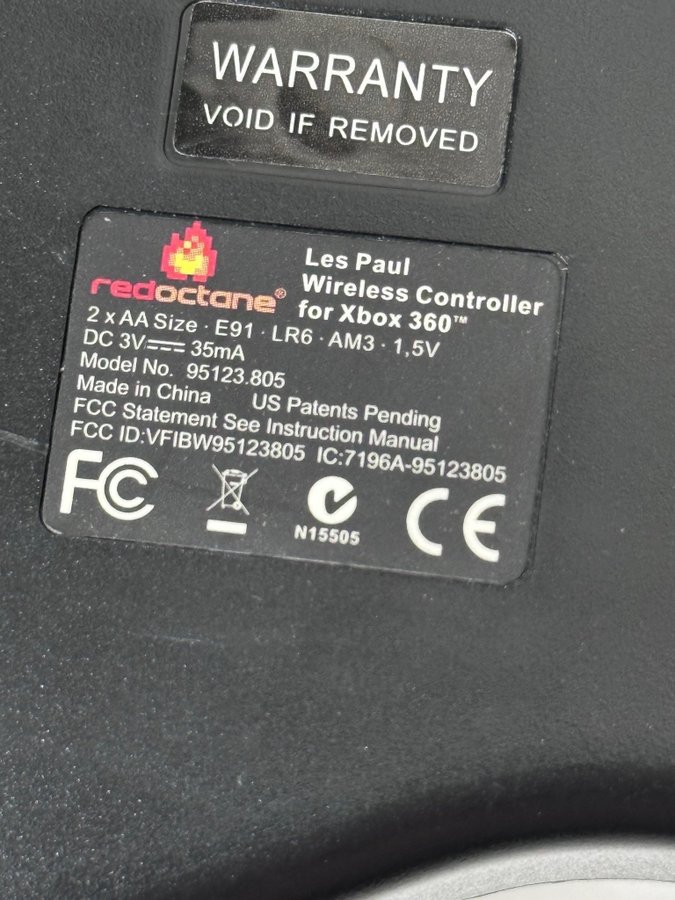 WARRANTY
VOID IF REMOVED
redoctane®
Les Paul
Wireless Controller
for Xbox 360™
2 x AA Size · E91 · LR6 · AM3 · 1,5V
DC 3V⎓ 35mA
Model No. 95123.805
Made in China US Patents Pending
FCC Statement See Instruction Manual
FCC ID:VFIBW95123805 IC:7196A-95123805
FC CE
N15505